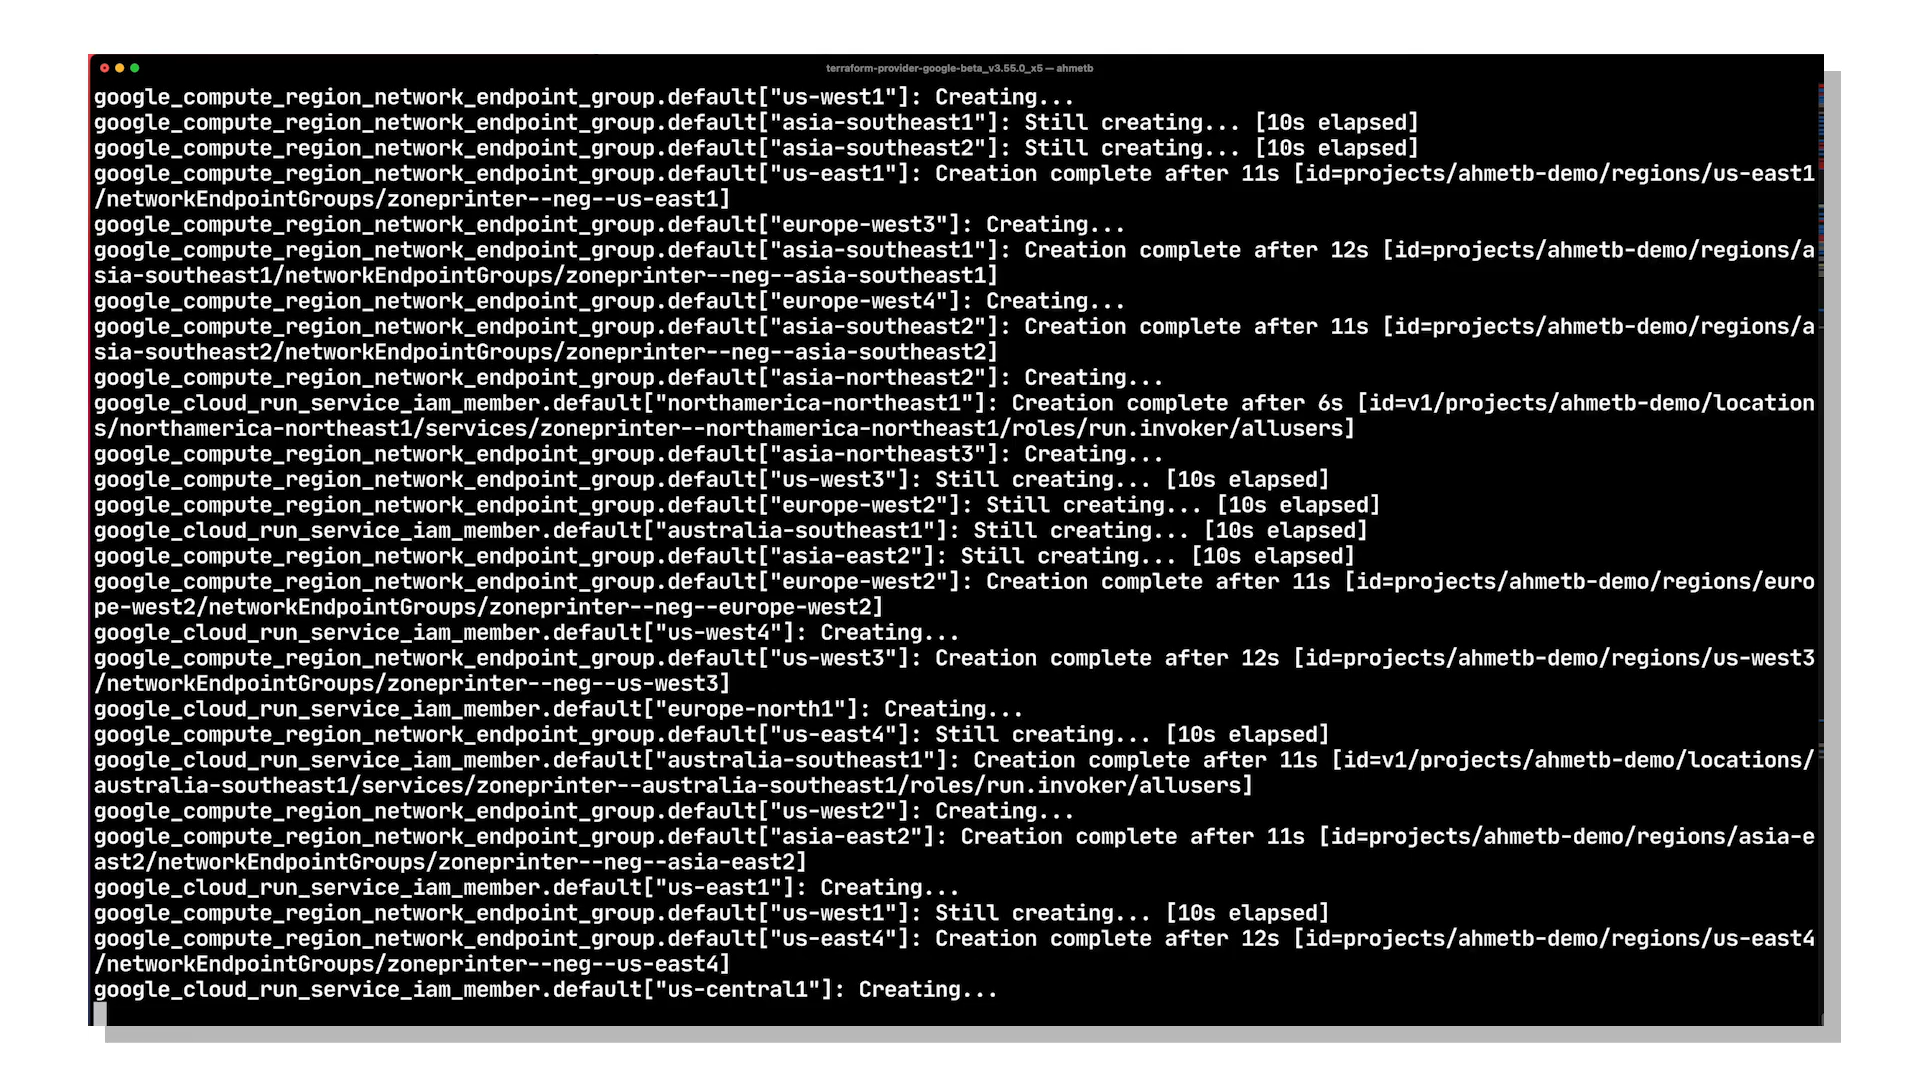 terraform-provider-google-beta_v3.55.0_x5 — ahmetb
google_compute_region_network_endpoint_group.default["us-west1"]: Creating...
google_compute_region_network_endpoint_group.default["asia-southeast1"]: Still creating... [10s elapsed]
google_compute_region_network_endpoint_group.default["asia-southeast2"]: Still creating... [10s elapsed]
google_compute_region_network_endpoint_group.default["us-east1"]: Creation complete after 11s [id=projects/ahmetb-demo/regions/us-east1
/networkEndpointGroups/zoneprinter--neg--us-east1]
google_compute_region_network_endpoint_group.default["europe-west3"]: Creating...
google_compute_region_network_endpoint_group.default["asia-southeast1"]: Creation complete after 12s [id=projects/ahmetb-demo/regions/a
sia-southeast1/networkEndpointGroups/zoneprinter--neg--asia-southeast1]
google_compute_region_network_endpoint_group.default["europe-west4"]: Creating...
google_compute_region_network_endpoint_group.default["asia-southeast2"]: Creation complete after 11s [id=projects/ahmetb-demo/regions/a
sia-southeast2/networkEndpointGroups/zoneprinter--neg--asia-southeast2]
google_compute_region_network_endpoint_group.default["asia-northeast2"]: Creating...
google_cloud_run_service_iam_member.default["northamerica-northeast1"]: Creation complete after 6s [id=v1/projects/ahmetb-demo/location
s/northamerica-northeast1/services/zoneprinter--northamerica-northeast1/roles/run.invoker/allusers]
google_compute_region_network_endpoint_group.default["asia-northeast3"]: Creating...
google_compute_region_network_endpoint_group.default["us-west3"]: Still creating... [10s elapsed]
google_compute_region_network_endpoint_group.default["europe-west2"]: Still creating... [10s elapsed]
google_cloud_run_service_iam_member.default["australia-southeast1"]: Still creating... [10s elapsed]
google_compute_region_network_endpoint_group.default["asia-east2"]: Still creating... [10s elapsed]
google_compute_region_network_endpoint_group.default["europe-west2"]: Creation complete after 11s [id=projects/ahmetb-demo/regions/euro
pe-west2/networkEndpointGroups/zoneprinter--neg--europe-west2]
google_cloud_run_service_iam_member.default["us-west4"]: Creating...
google_compute_region_network_endpoint_group.default["us-west3"]: Creation complete after 12s [id=projects/ahmetb-demo/regions/us-west3
/networkEndpointGroups/zoneprinter--neg--us-west3]
google_cloud_run_service_iam_member.default["europe-north1"]: Creating...
google_compute_region_network_endpoint_group.default["us-east4"]: Still creating... [10s elapsed]
google_cloud_run_service_iam_member.default["australia-southeast1"]: Creation complete after 11s [id=v1/projects/ahmetb-demo/locations/
australia-southeast1/services/zoneprinter--australia-southeast1/roles/run.invoker/allusers]
google_compute_region_network_endpoint_group.default["us-west2"]: Creating...
google_compute_region_network_endpoint_group.default["asia-east2"]: Creation complete after 11s [id=projects/ahmetb-demo/regions/asia-e
ast2/networkEndpointGroups/zoneprinter--neg--asia-east2]
google_cloud_run_service_iam_member.default["us-east1"]: Creating...
google_compute_region_network_endpoint_group.default["us-west1"]: Still creating... [10s elapsed]
google_compute_region_network_endpoint_group.default["us-east4"]: Creation complete after 12s [id=projects/ahmetb-demo/regions/us-east4
/networkEndpointGroups/zoneprinter--neg--us-east4]
google_cloud_run_service_iam_member.default["us-central1"]: Creating...